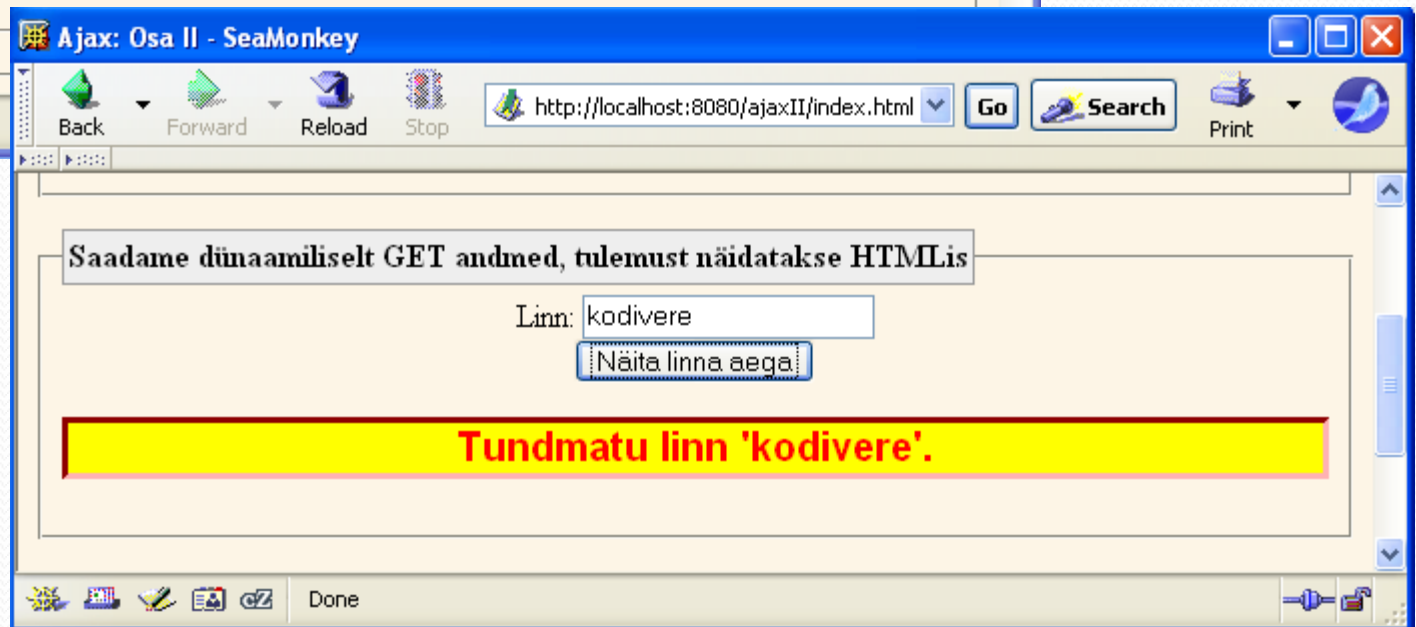 Ajax: Osa II - SeaMonkey
Back Forward Reload Stop http://localhost:8080/ajaxII/index.html Go Search Print
Saadame dünaamiliselt GET andmed, tulemust näidatakse HTMLis
Linn: kodivere
Näita linna aega
Tundmatu linn 'kodivere'.
cZ Done